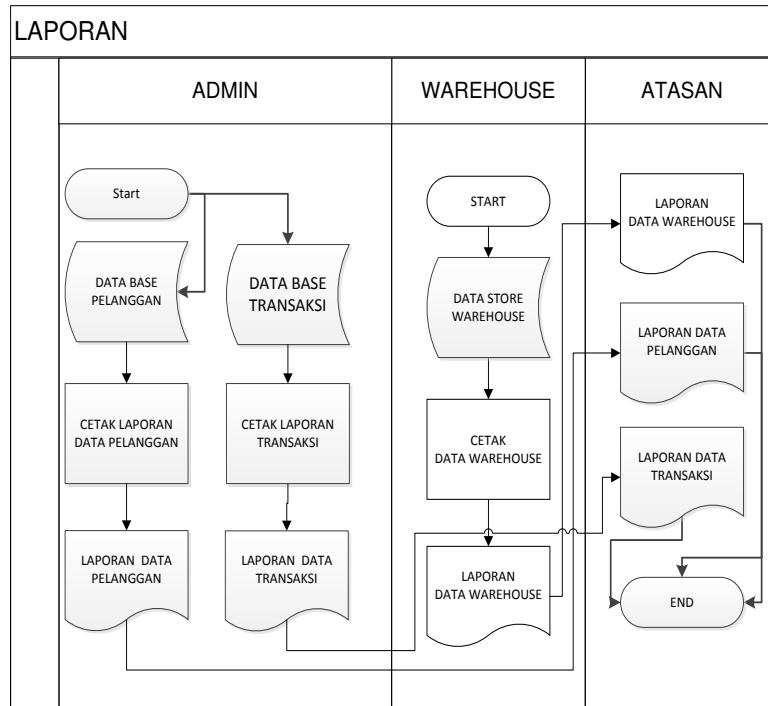 LAPORAN
ADMIN
WAREHOUSE
ATASAN
Start
DATA BASE
PELANGGAN
DATA BASE
TRANSAKSI
CETAK LAPORAN
DATA PELANGGAN
CETAK LAPORAN
TRANSAKSI
LAPORAN DATA
PELANGGAN
LAPORAN DATA
TRANSAKSI
START
DATA STORE
WAREHOUSE
CETAK
DATA WAREHOUSE
LAPORAN
DATA WAREHOUSE
LAPORAN
DATA WAREHOUSE
LAPORAN DATA
PELANGGAN
LAPORAN DATA
TRANSAKSI
END